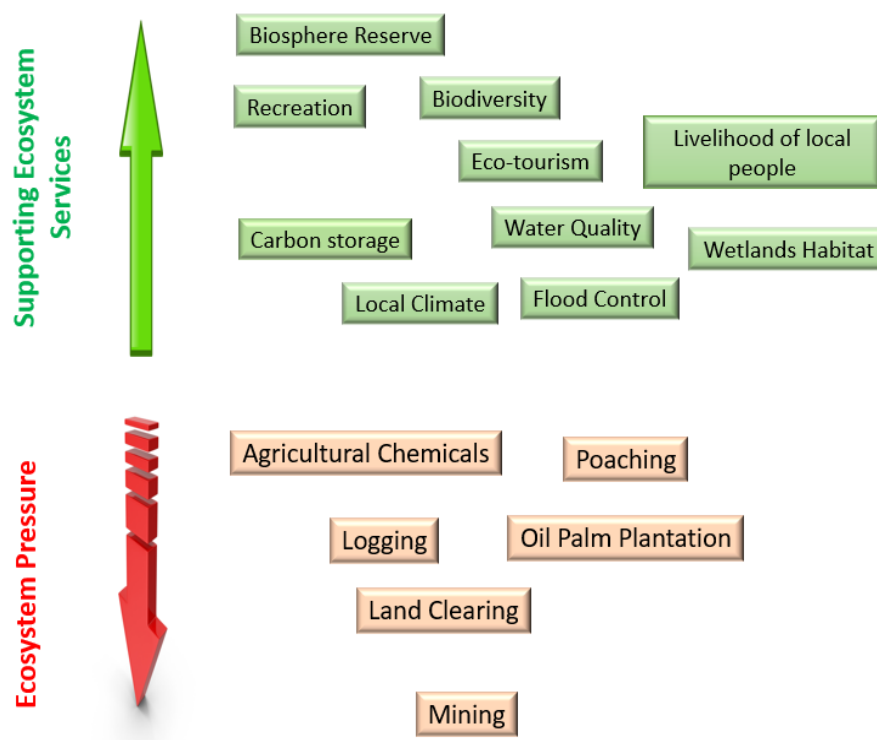 Supporting Ecosystem
Services
Biosphere Reserve
Recreation
Biodiversity
Eco-tourism
Livelihood of local
people
Carbon storage
Water Quality
Wetlands Habitat
Local Climate
Flood Control
Ecosystem Pressure
Agricultural Chemicals
Poaching
Logging
Oil Palm Plantation
Land Clearing
Mining